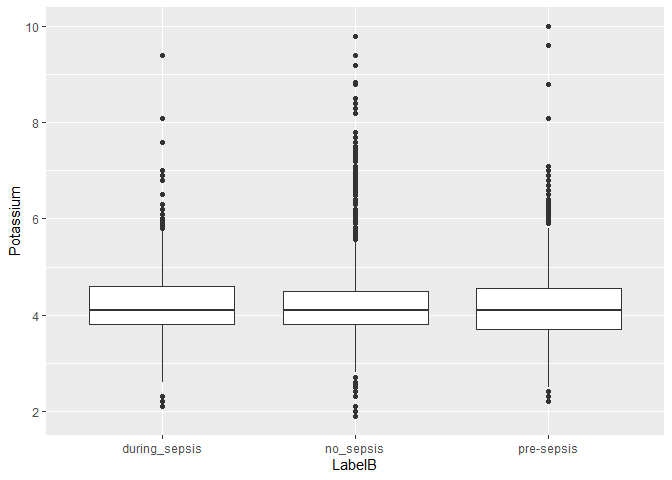 10
8
6
4
2
Potassium
during_sepsis
no_sepsis
pre-sepsis
LabelB